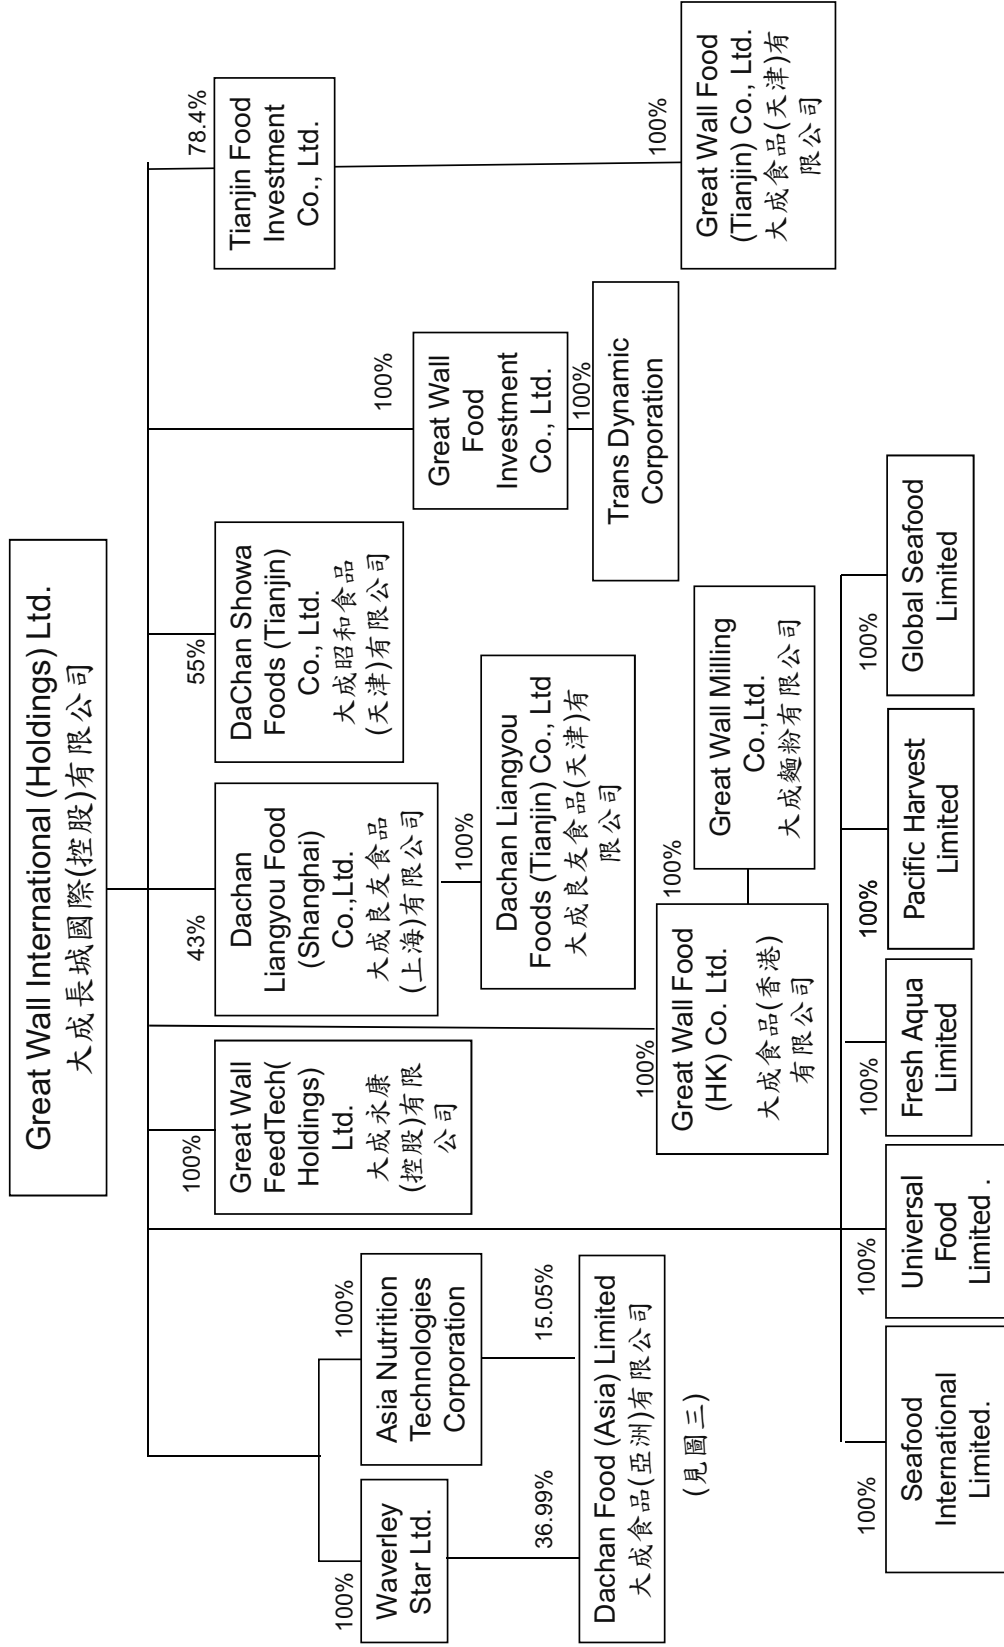 Great Wall International (Holdings) Ltd.
大成長城國際(控股)有限公司
100%
Waverley
Star Ltd.
100%
Asia Nutrition
Technologies
Corporation
36.99%
15.05%
Dachan Food (Asia) Limited
大成食品(亞洲)有限公司
(見圖三)
100%
Great Wall
FeedTech(
Holdings)
Ltd.
大成永康
(控股)有限
公司
43%
Dachan
Liangyou Food
(Shanghai)
Co.,Ltd.
大成良友食品
(上海)有限公司
100%
Dachan Liangyou
Foods (Tianjin) Co., Ltd
大成良友食品(天津)有
限公司
55%
DaChan Showa
Foods (Tianjin)
Co., Ltd.
大成昭和食品
(天津)有限公司
100%
Great Wall
Food
Investment
Co., Ltd.
100%
Trans Dynamic
Corporation
78.4%
Tianjin Food
Investment
Co., Ltd.
100%
Great Wall Food
(Tianjin) Co., Ltd.
大成食品(天津)有
限公司
100%
Great Wall Food
(HK) Co. Ltd.
大成食品(香港)
有限公司
100%
Great Wall Milling
Co.,Ltd.
大成麵粉有限公司
100%
Seafood
International
Limited.
100%
Universal
Food
Limited .
100%
Fresh Aqua
Limited
100%
Pacific Harvest
Limited
100%
Global Seafood
Limited